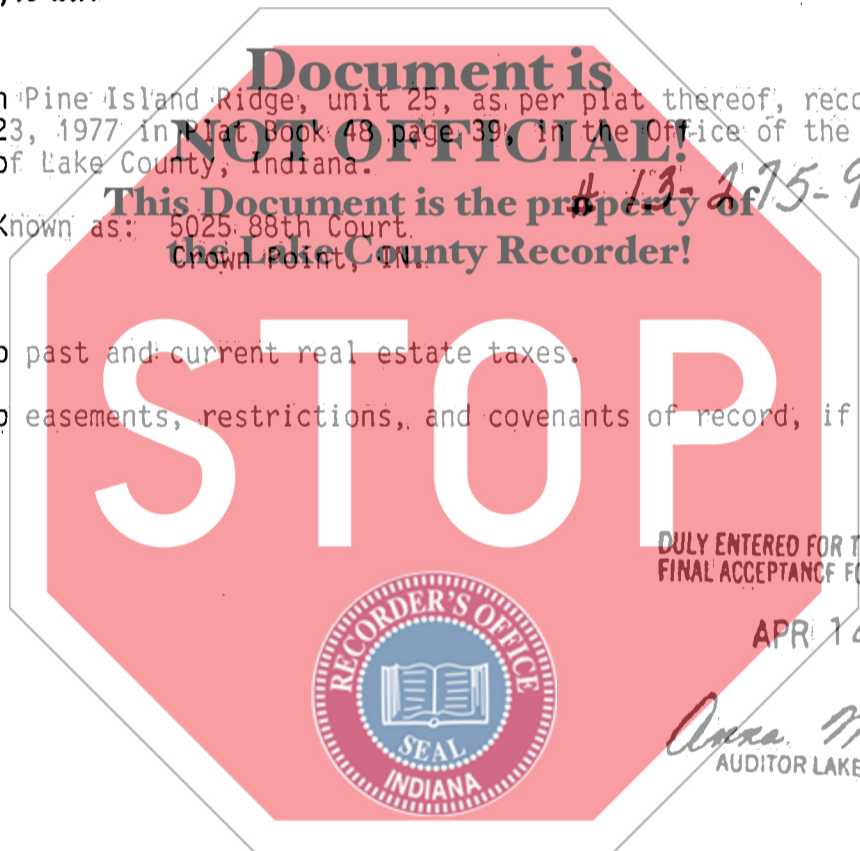 Document is
Pine Island Ridge, unit 25, as per plat thereof, reco
23, 1977 in Plat Book 48 page 39, in the Office of the
NOT OFFICIAL!
of Lake County, Indiana.
# 13-275-9
This Document is the property of
Known as: 5025 88th Court
the Lake County Recorder!
Crown Point, IN.
past and current real estate taxes.
easements, restrictions, and covenants of record, if
STOP
DULY ENTERED FOR T
FINAL ACCEPTANCE FO
APR 14
Anna
AUDITOR LAKE
RECORDER'S OFFICE
SEAL
INDIANA